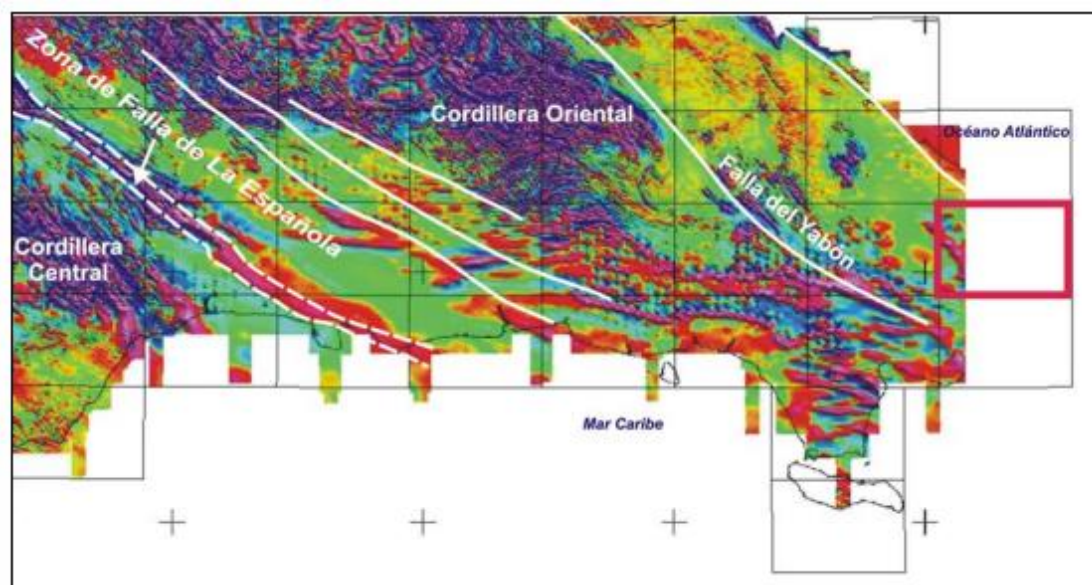 Zona de Falla de La Española
Cordillera Oriental
Océano Atlántico
Falla del Yabón
Cordillera
Central
Mar Caribe